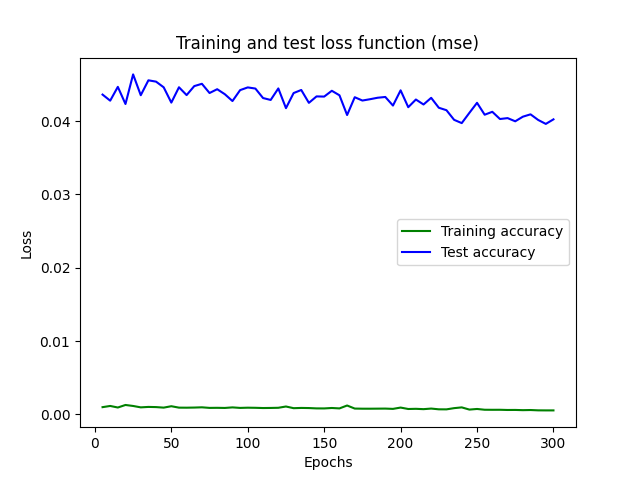 Training and test loss function (mse)
0.04
0.03
0.02
0.01
0.00
Loss
Training accuracy
Test accuracy
0
50
100
150
200
250
300
Epochs